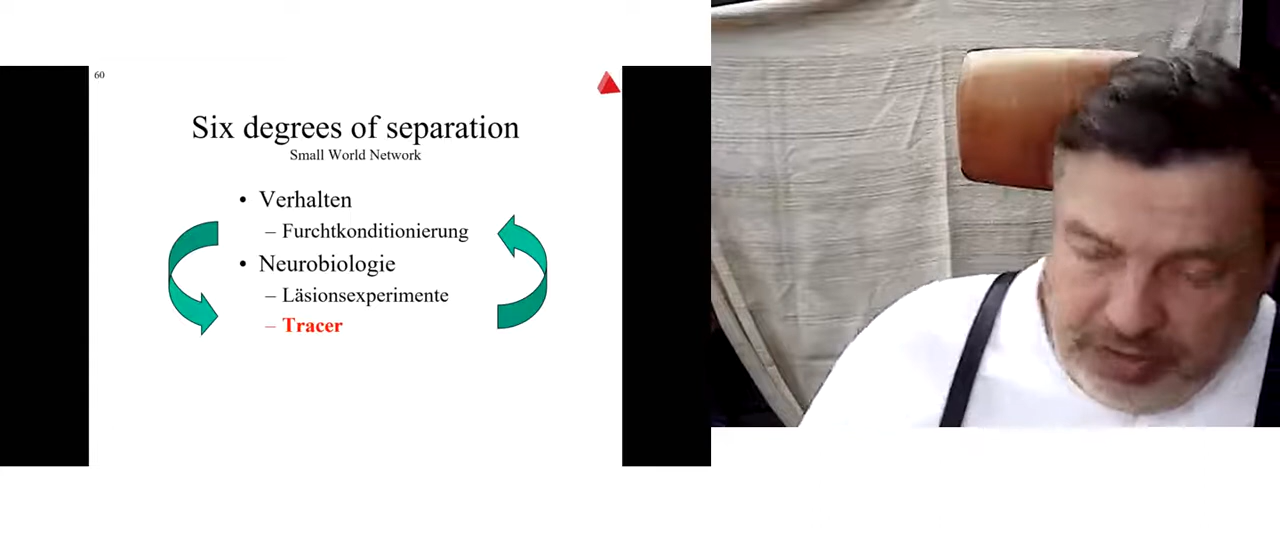 60
Six degrees of separation
Small World Network
• Verhalten
– Furchtkonditionierung
• Neurobiologie
– Läsionsexperimente
– Tracer